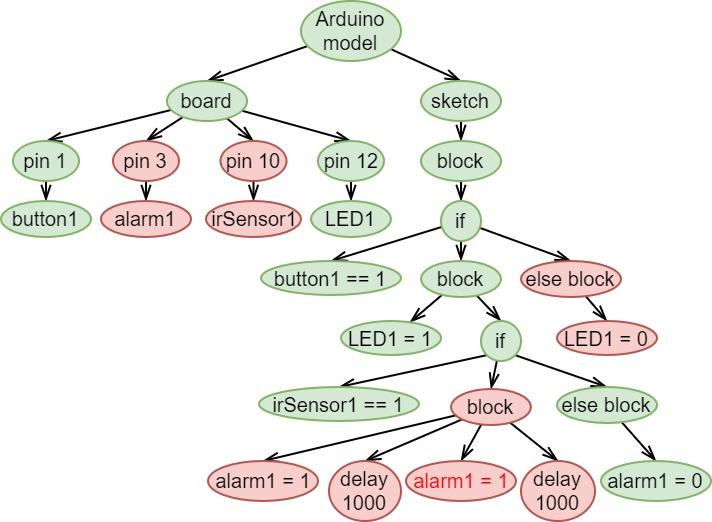 Arduino
model
board
sketch
pin 1
pin 3
pin 10
pin 12
block
button1
alarm1
irSensor1
LED1
if
button1 == 1
block
else block
LED1 = 1
if
LED1 = 0
irSensor1 == 1
block
else block
alarm1 = 1
delay
1000
alarm1 = 1
delay
1000
alarm1 = 0